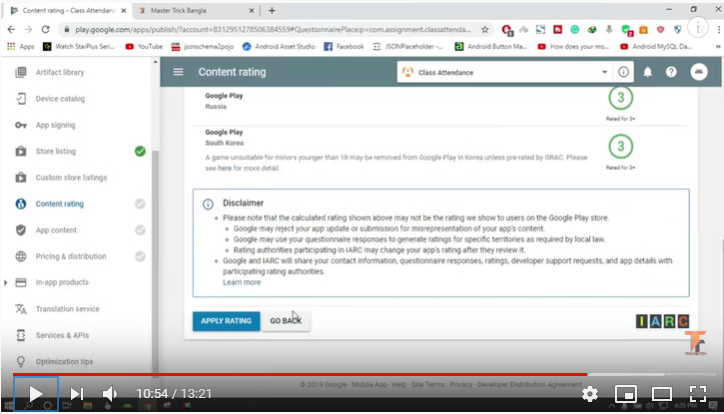 Content rating - Class Attendance
Master Trick Bangla
play.google.com/apps/publish/?account=8312951278506384559#QuestionnairePlace:p=com.assignment.classattenda...
Apps
Watch StarPlus Seri...
YouTube
jsonschema2pojo
Android Asset Studio
Facebook
JSONPlaceholder -...
Android Button Ma...
How does your mo...
Android MySQL Da...
Artifact library
Device catalog
App signing
Store listing
Custom store listings
Content rating
App content
Pricing & distribution
In-app products
Translation service
Services & APIs
Optimization tips
Content rating
Class Attendance
Google Play
Russia
3
Rated for 3+
Google Play
South Korea
A game unsuitable for minors younger than 18 may be removed from Google Play in Korea unless pre-rated by GRAC. Please
see here for more detail.
3
Rated for 3+
Disclaimer
Please note that the calculated rating shown above may not be the rating we show to users on the Google Play store.
Google may reject your app update or submission for misrepresentation of your app's content.
Google may use your questionnaire responses to generate ratings for specific territories as required by local law.
Rating authorities participating in IARC may change your app's rating after they review it.
Google and IARC will share your contact information, questionnaire responses, ratings, developer support requests, and app details with
participating rating authorities.
Learn more
APPLY RATING
GO BACK
IARC
© 2019 Google · Mobile App · Help · Site Terms · Privacy · Developer Distribution Agreement
10:54 / 13:21
4:20 PM